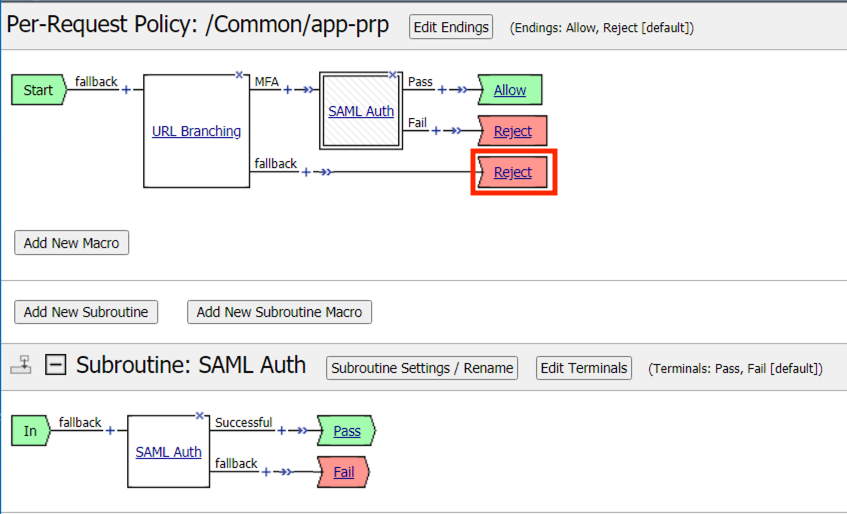 Per-Request Policy: /Common/app-prp Edit Endings (Endings: Allow, Reject [default])
Start fallback + URL Branching MFA + SAML Auth Pass + Allow
Fail + Reject
fallback + Reject
Add New Macro
Add New Subroutine Add New Subroutine Macro
Subroutine: SAML Auth Subroutine Settings / Rename Edit Terminals (Terminals: Pass, Fail [default])
In fallback + SAML Auth Successful + Pass
fallback + Fail